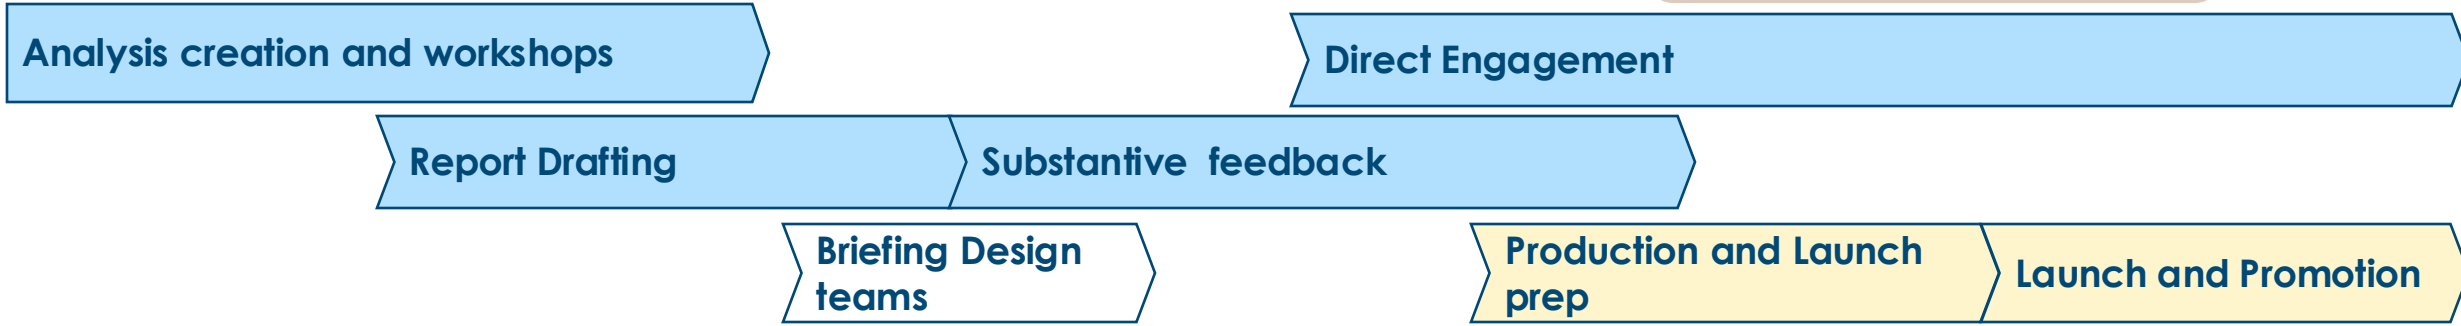 Analysis creation and workshops
Direct Engagement
Report Drafting
Substantive feedback
Briefing Design
teams
Production and Launch
prep
Launch and Promotion